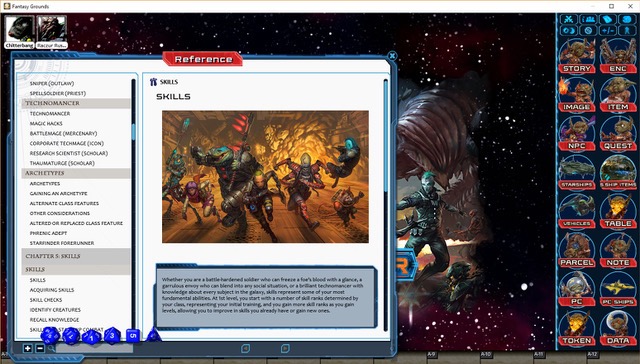 Fantasy Grounds
Chitterbang
Raczur Rus...
Reference
SNIPER (OUTLAW)
SPELLSOLDIER (PRIEST)
TECHNOMANCER
TECHNOMANCER
MAGIC HACKS
BATTLEMAGE (MERCENARY)
CORPORATE TECHMAGE (ICON)
RESEARCH SCIENTIST (SCHOLAR)
THAUMATURGE (SCHOLAR)
ARCHETYPES
ARCHETYPES
GAINING AN ARCHETYPE
ALTERNATE CLASS FEATURES
OTHER CONSIDERATIONS
ALTERED OR REPLACED CLASS FEATURE
PHRENIC ADEPT
STARFINDER FORERUNNER
CHAPTER 5: SKILLS
SKILLS
SKILLS
ACQUIRING SKILLS
SKILL CHECKS
IDENTIFY CREATURES
RECALL KNOWLEDGE
SKILLS
SKILLS
Whether you are a battle-hardened soldier who can freeze a foe's blood with a glance, a
garrulous envoy who can blend into any social situation, or a brilliant technomancer with
knowledge about every subject in the galaxy, skills represent some of your most
fundamental abilities. At 1st level, you start with a number of skill ranks determined by
your class, representing your initial training, and you gain more skill ranks as you gain
levels, allowing you to improve in skills you already have or gain new ones.
STORY
ENC
IMAGE
ITEM
NPC
QUEST
STARSHIPS
S.SHIP ITEMS
VEHICLES
TABLE
PARCEL
NOTE
PC
PC SHIPS
TOKEN
DATA
A-9
A-10
A-11
A-12